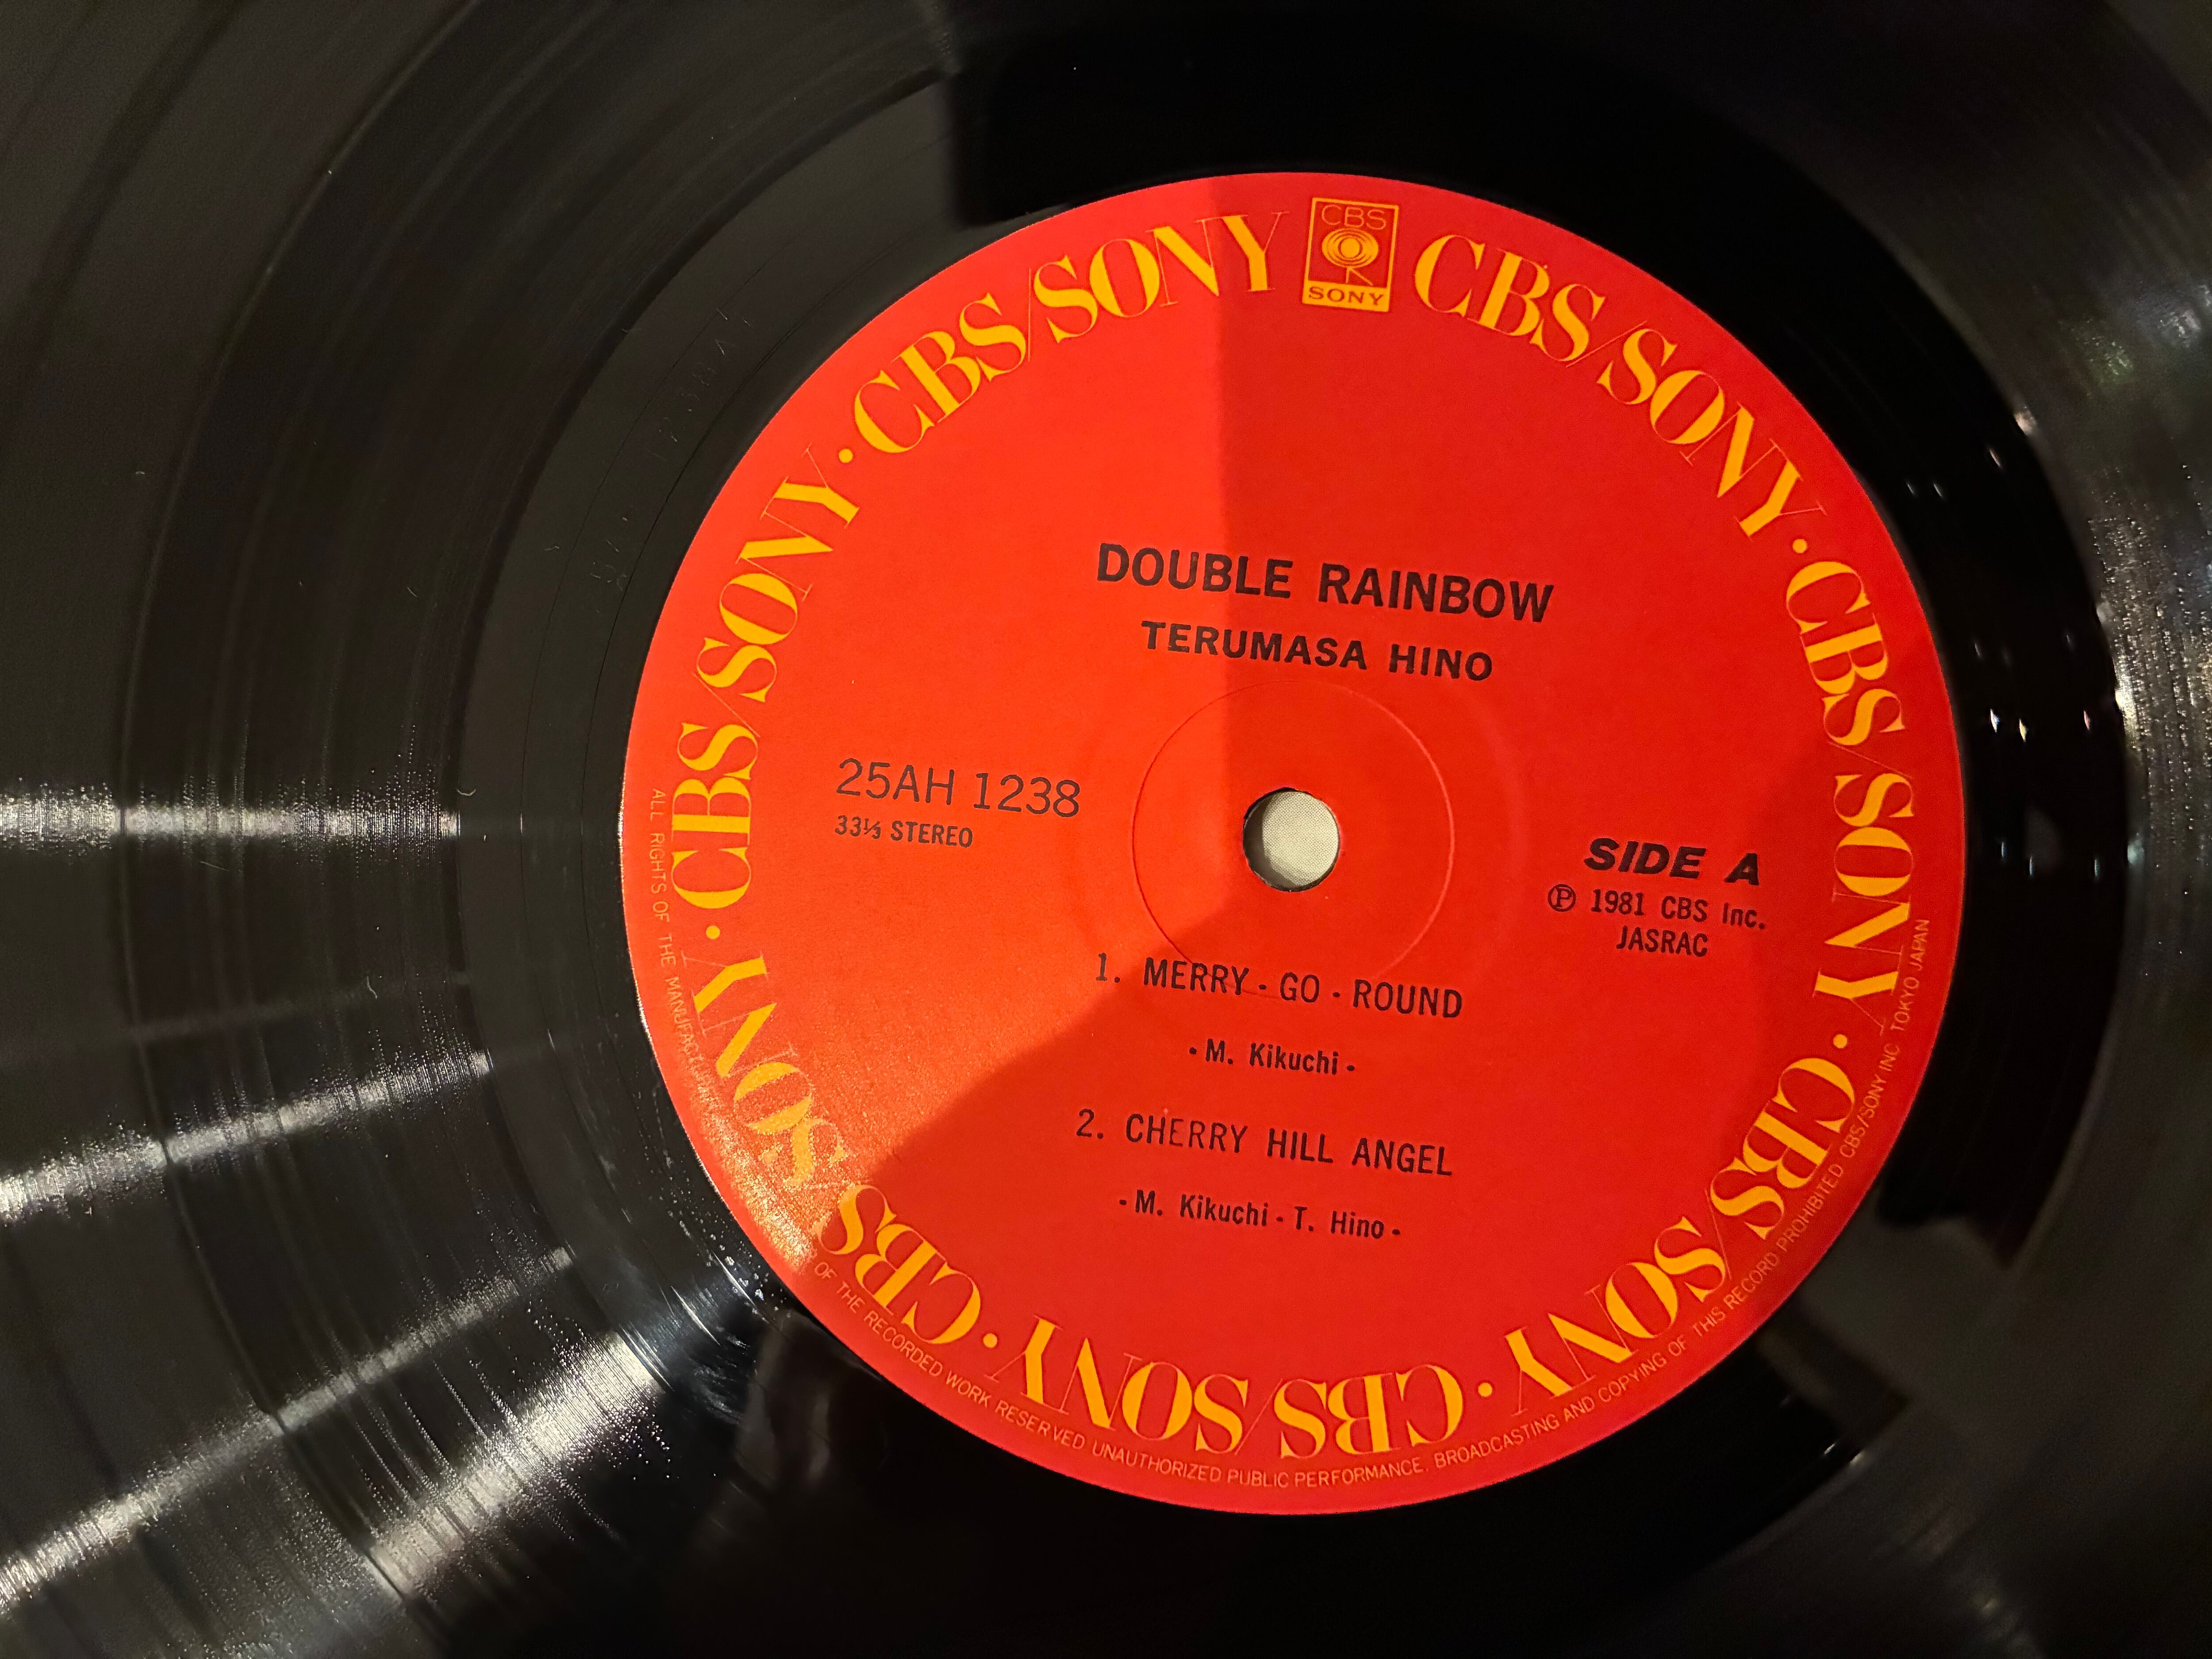 CBS
SONY
CBS/SONY · CBS/SONY · CBS/SONY · CBS/SONY · CBS/SONY · CBS/SONY · CBS/SONY
DOUBLE RAINBOW
TERUMASA HINO
25AH 1238
33⅓ STEREO
SIDE A
Ⓟ 1981 CBS Inc.
JASRAC
1. MERRY - GO - ROUND
- M. Kikuchi -
2. CHERRY HILL ANGEL
- M. Kikuchi - T. Hino -
ALL RIGHTS OF THE OF THE RECORDED WORK RESERVED UNAUTHORIZED PUBLIC PERFORMANCE, BROADCASTING AND COPYING OF THIS RECORD PROHIBITED CBS/SONY INC TOKYO JAPAN